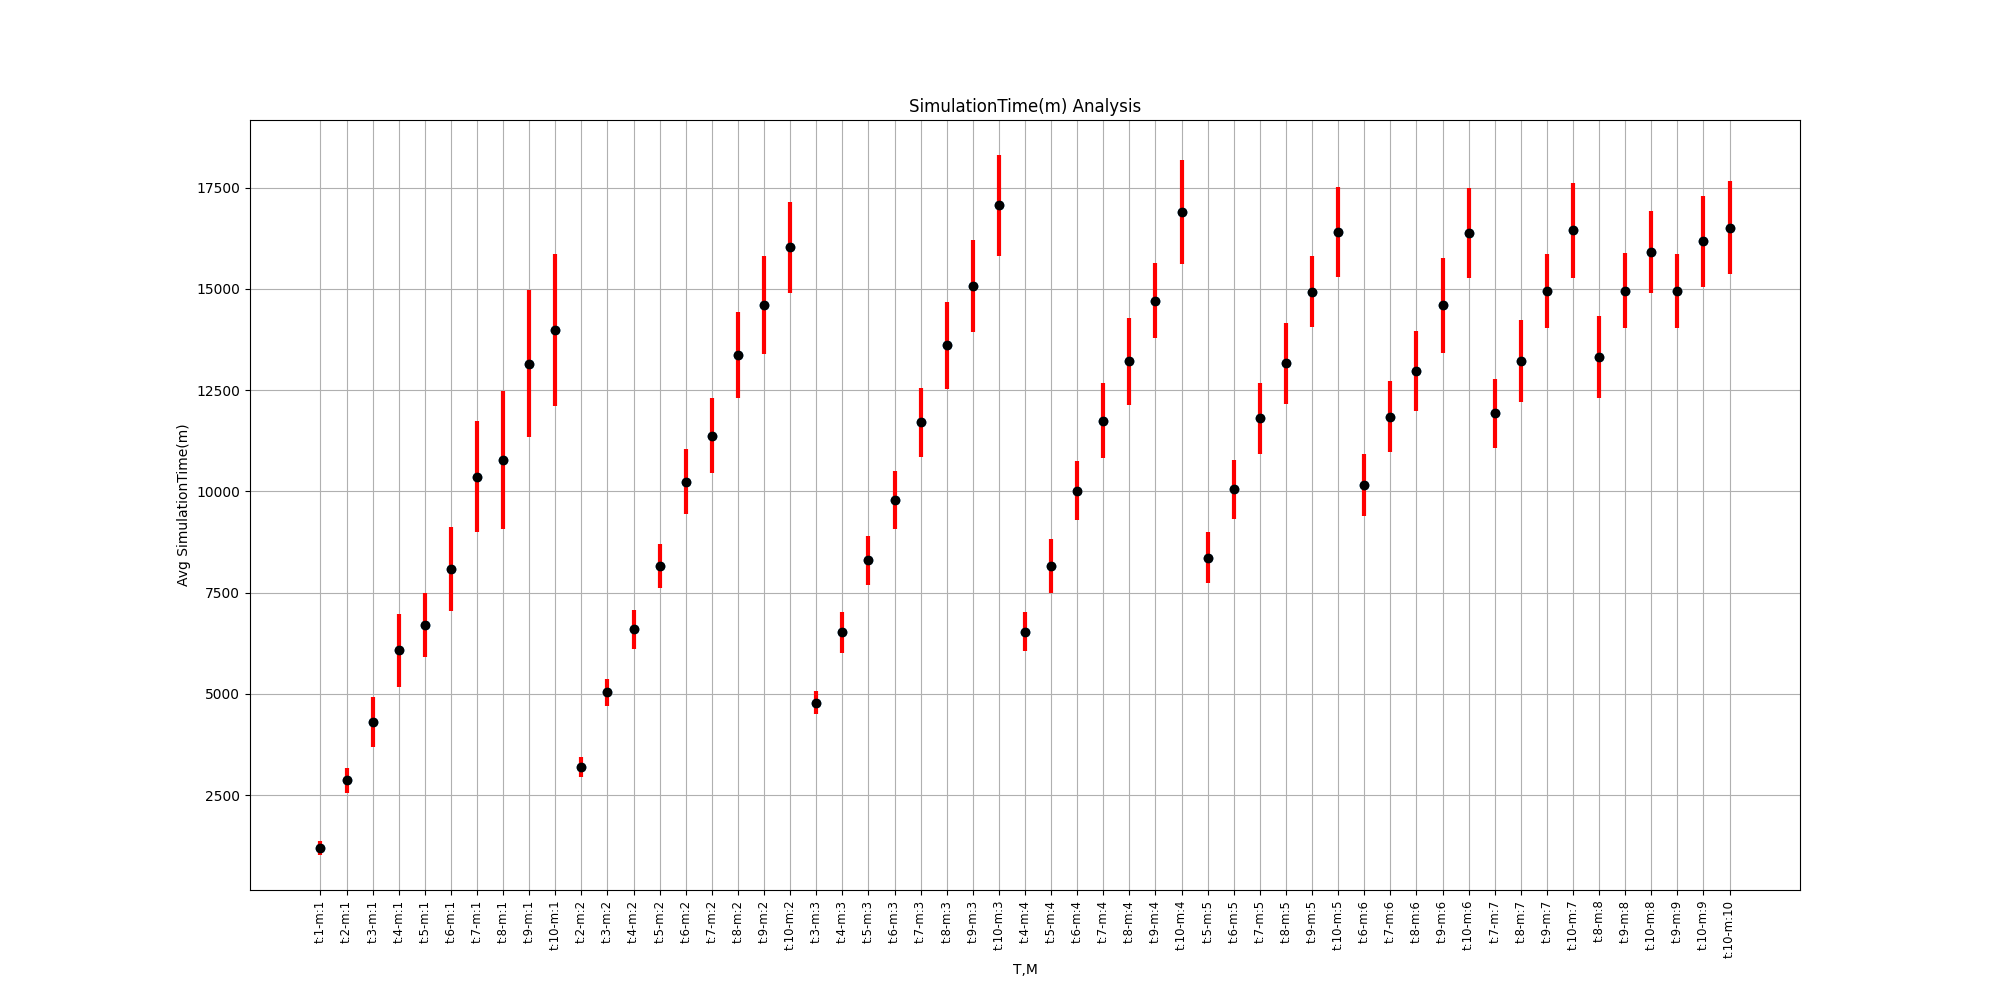 SimulationTime(m) Analysis
17500
15000
12500
10000
7500
5000
2500
Avg SimulationTime(m)
t:1-m:1
t:2-m:1
t:3-m:1
t:4-m:1
t:5-m:1
t:6-m:1
t:7-m:1
t:8-m:1
t:9-m:1
t:10-m:1
t:2-m:2
t:3-m:2
t:4-m:2
t:5-m:2
t:6-m:2
t:7-m:2
t:8-m:2
t:9-m:2
t:10-m:2
t:3-m:3
t:4-m:3
t:5-m:3
t:6-m:3
t:7-m:3
t:8-m:3
t:9-m:3
t:10-m:3
t:4-m:4
t:5-m:4
t:6-m:4
t:7-m:4
t:8-m:4
t:9-m:4
t:10-m:4
t:5-m:5
t:6-m:5
t:7-m:5
t:8-m:5
t:9-m:5
t:10-m:5
t:6-m:6
t:7-m:6
t:8-m:6
t:9-m:6
t:10-m:6
t:7-m:7
t:8-m:7
t:9-m:7
t:10-m:7
t:8-m:8
t:9-m:8
t:10-m:8
t:9-m:9
t:10-m:9
t:10-m:10
T,M